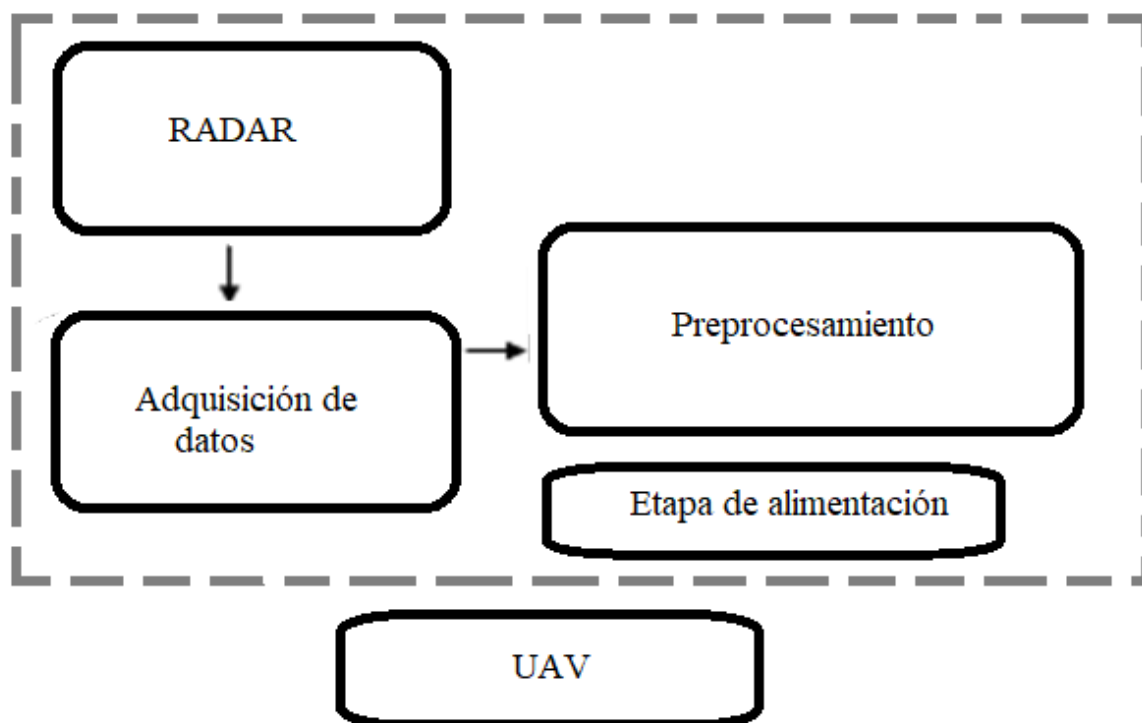 RADAR
Adquisición de
datos
Preprocesamiento
Etapa de alimentación
UAV